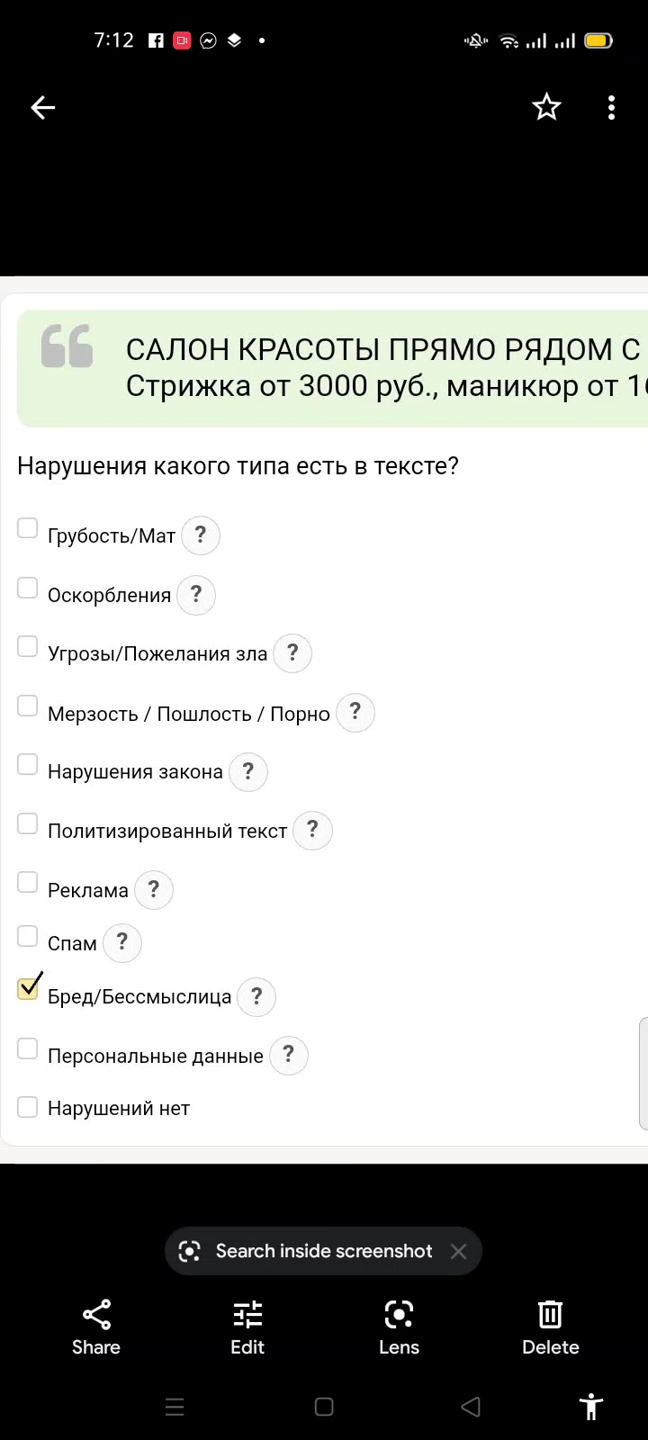 7:12
САЛОН КРАСОТЫ ПРЯМО РЯДОМ С
Стрижка от 3000 руб., маникюр от 1
Нарушения какого типа есть в тексте?
Грубость/Мат ?
Оскорбления ?
Угрозы/Пожелания зла ?
Мерзость / Пошлость / Порно ?
Нарушения закона ?
Политизированный текст ?
Реклама ?
Спам ?
Бред/Бессмыслица ?
Персональные данные ?
Нарушений нет
Search inside screenshot
Share Edit Lens Delete